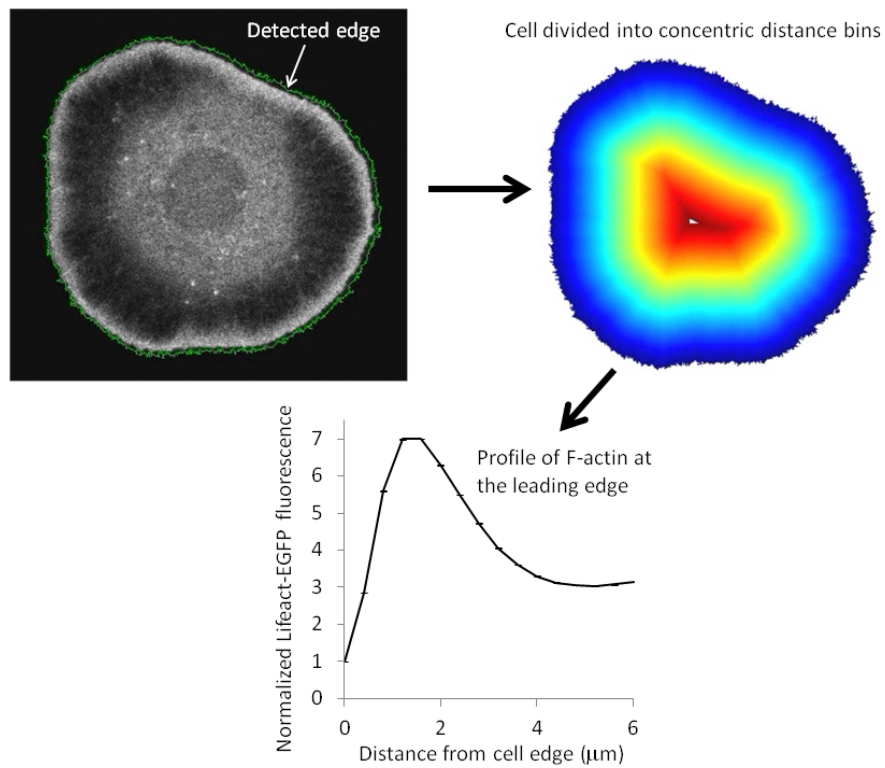 Detected edge
Cell divided into concentric distance bins
Profile of F-actin at
the leading edge
Normalized Lifeact-EGFP fluorescence
7
6
5
4
3
2
1
0
0 2 4 6
Distance from cell edge (μm)